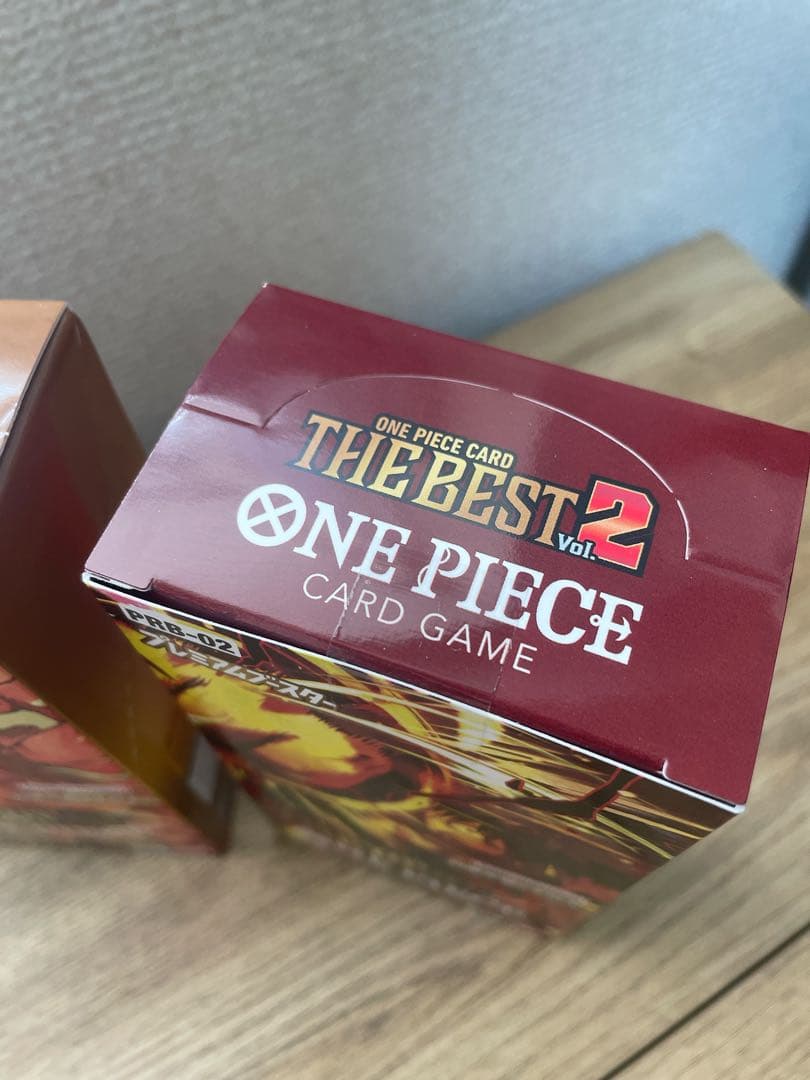 ONE PIECE CARD
THE BEST
Vol.2
ONE PIECE
CARD GAME
PRB-02
プレミアムブースター